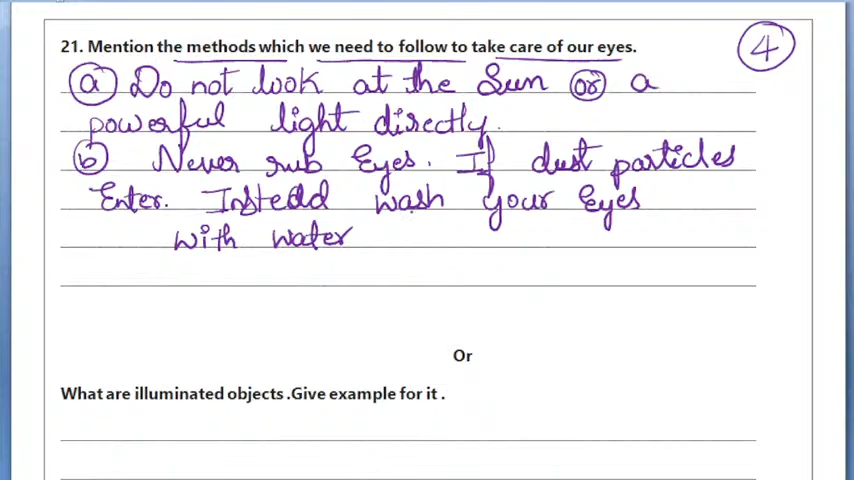 21. Mention the methods which we need to follow to take care of our eyes.
4
a Do not look at the Sun or a
powerful light directly.
b Never rub Eyes. If dust particles
Enter. Instedd wash your Eyes
with water
Or
What are illuminated objects .Give example for it .